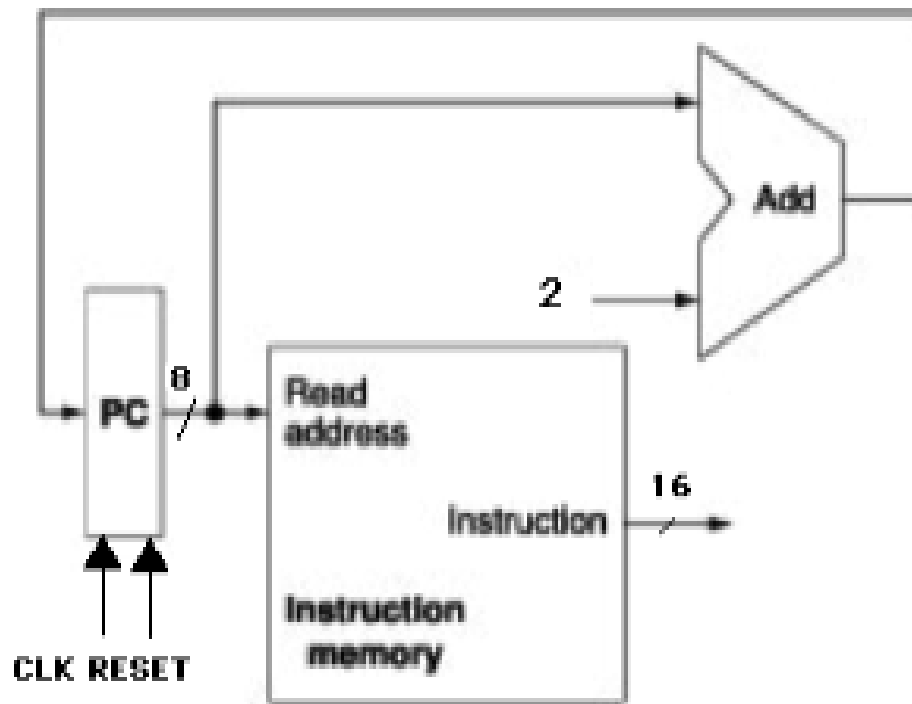 Add
2
8
PC
Read
address
16
Instruction
Instruction
memory
CLK RESET